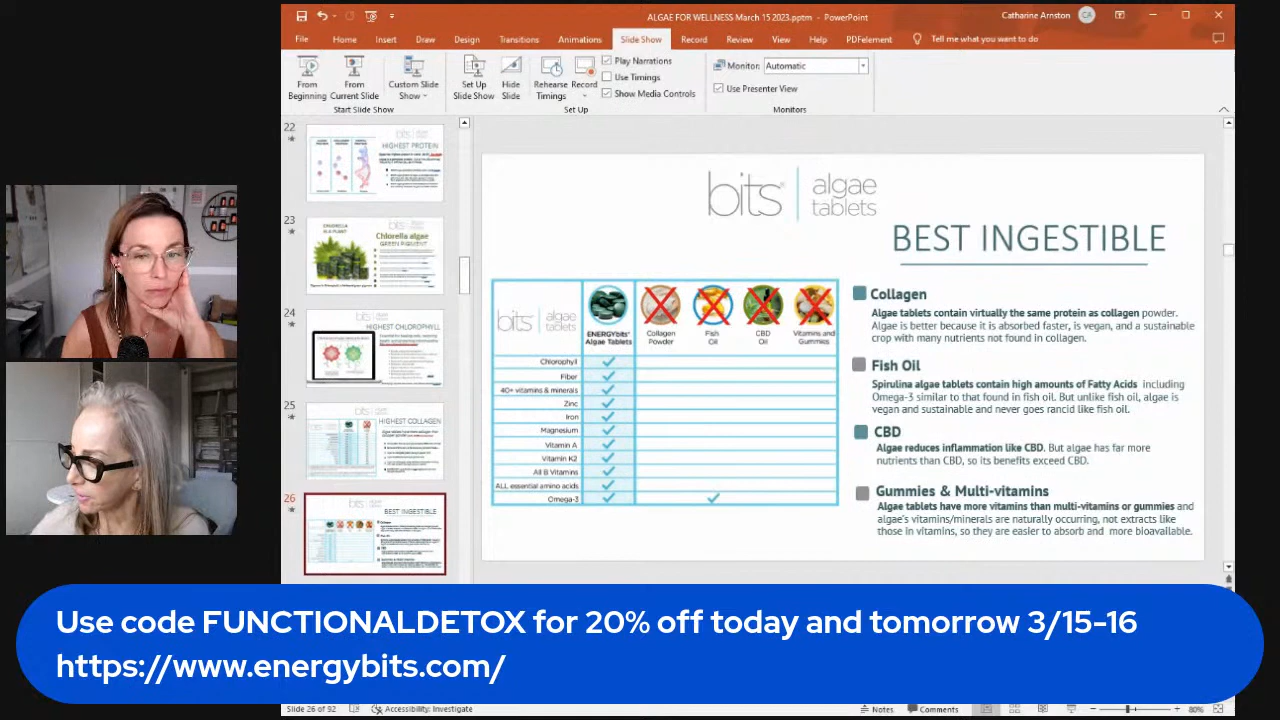 ALGAE FOR WELLNESS March 15 2023.pptm - PowerPoint
Catharine Arnston
CA
File Home Insert Draw Design Transitions Animations Slide Show Record Review View Help PDFelement Tell me what you want to do
From Beginning
From Current Slide
Custom Slide Show
Start Slide Show
Set Up Slide Show
Hide Slide
Rehearse Timings
Record
Play Narrations
Use Timings
Show Media Controls
Set Up
Monitor: Automatic
Use Presenter View
Monitors
22
bits
HIGHEST PROTEIN
23
CHLORELLA
IS A PLANT
bits
Chlorella algae
GREEN PIGMENT
24
bits
HIGHEST CHLOROPHYLL
25
bits
HIGHEST COLLAGEN
26
bits
BEST INGESTIBLE
bits algae tablets
BEST INGESTIBLE
bits algae tablets
ENERGYbits' Algae Tablets
Collagen Powder
Fish Oil
CBD Oil
Vitamins and Gummies
Chlorophyll
Fiber
40+ vitamins & minerals
Zinc
Iron
Magnesium
Vitamin A
Vitamin K2
All B Vitamins
ALL essential amino acids
Omega-3
Collagen
Algae tablets contain virtually the same protein as collagen powder.
Algae is better because it is absorbed faster, is vegan, and a sustainable
crop with many nutrients not found in collagen.
Fish Oil
Spirulina algae tablets contain high amounts of Fatty Acids including
Omega-3 similar to that found in fish oil. But unlike fish oil, algae is
vegan and sustainable and never goes rancid like fish oil.
CBD
Algae reduces inflammation like CBD. But algae has far more
nutrients than CBD, so its benefits exceed CBD.
Gummies & Multi-vitamins
Algae tablets have more vitamins than multi-vitamins or gummies and
algae's vitamins/minerals are naturally occurring, not extracts like
those in vitamins, so they are easier to absorb and more bioavailable.
Use code FUNCTIONALDETOX for 20% off today and tomorrow 3/15-16
https://www.energybits.com/
Slide 26 of 92
Accessibility: Investigate
Notes
Comments
80%